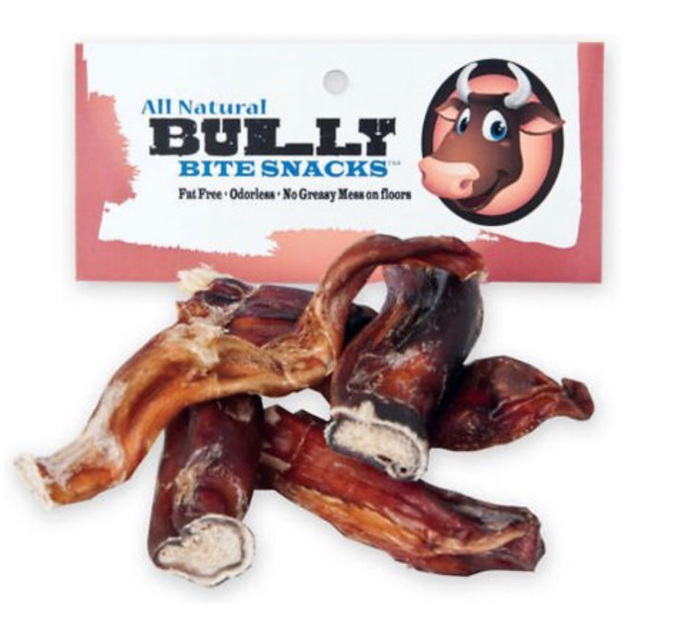 All Natural
BULLY
BITE SNACKS™
Fat Free • Odorless • No Greasy Mess on floors